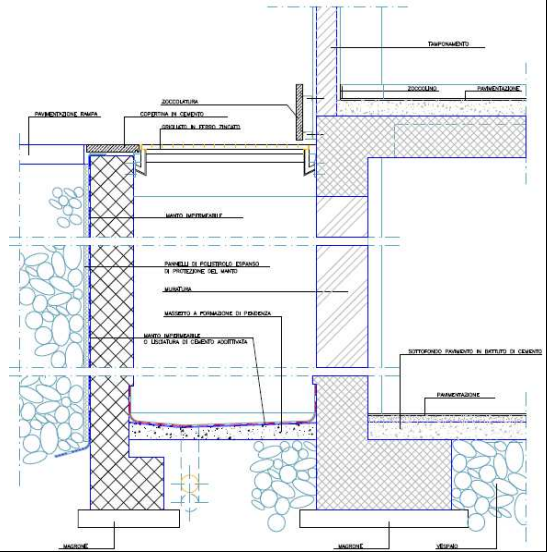 TAMPONAMENTO
ZOCCOLINO
PAVIMENTAZIONE
ZOCCOLATURA
PAVIMENTAZIONE RAMPA
COPERTINA IN CEMENTO
GRIGLIATO IN FERRO ZINCATO
MANTO IMPERMEABILE
PANNELLI DI POLISTIROLO ESPANSO
DI PROTEZIONE DEL MANTO
MURATURA
MASSETTO A FORMAZIONE DI PENDENZA
MANTO IMPERMEABILE
O LISCIATURA DI CEMENTO ADDITIVATA
SOTTOFONDO PAVIMENTO IN BATTUTO DI CEMENTO
PAVIMENTAZIONE
MAGRONE
MAGRONE
VESPAIO